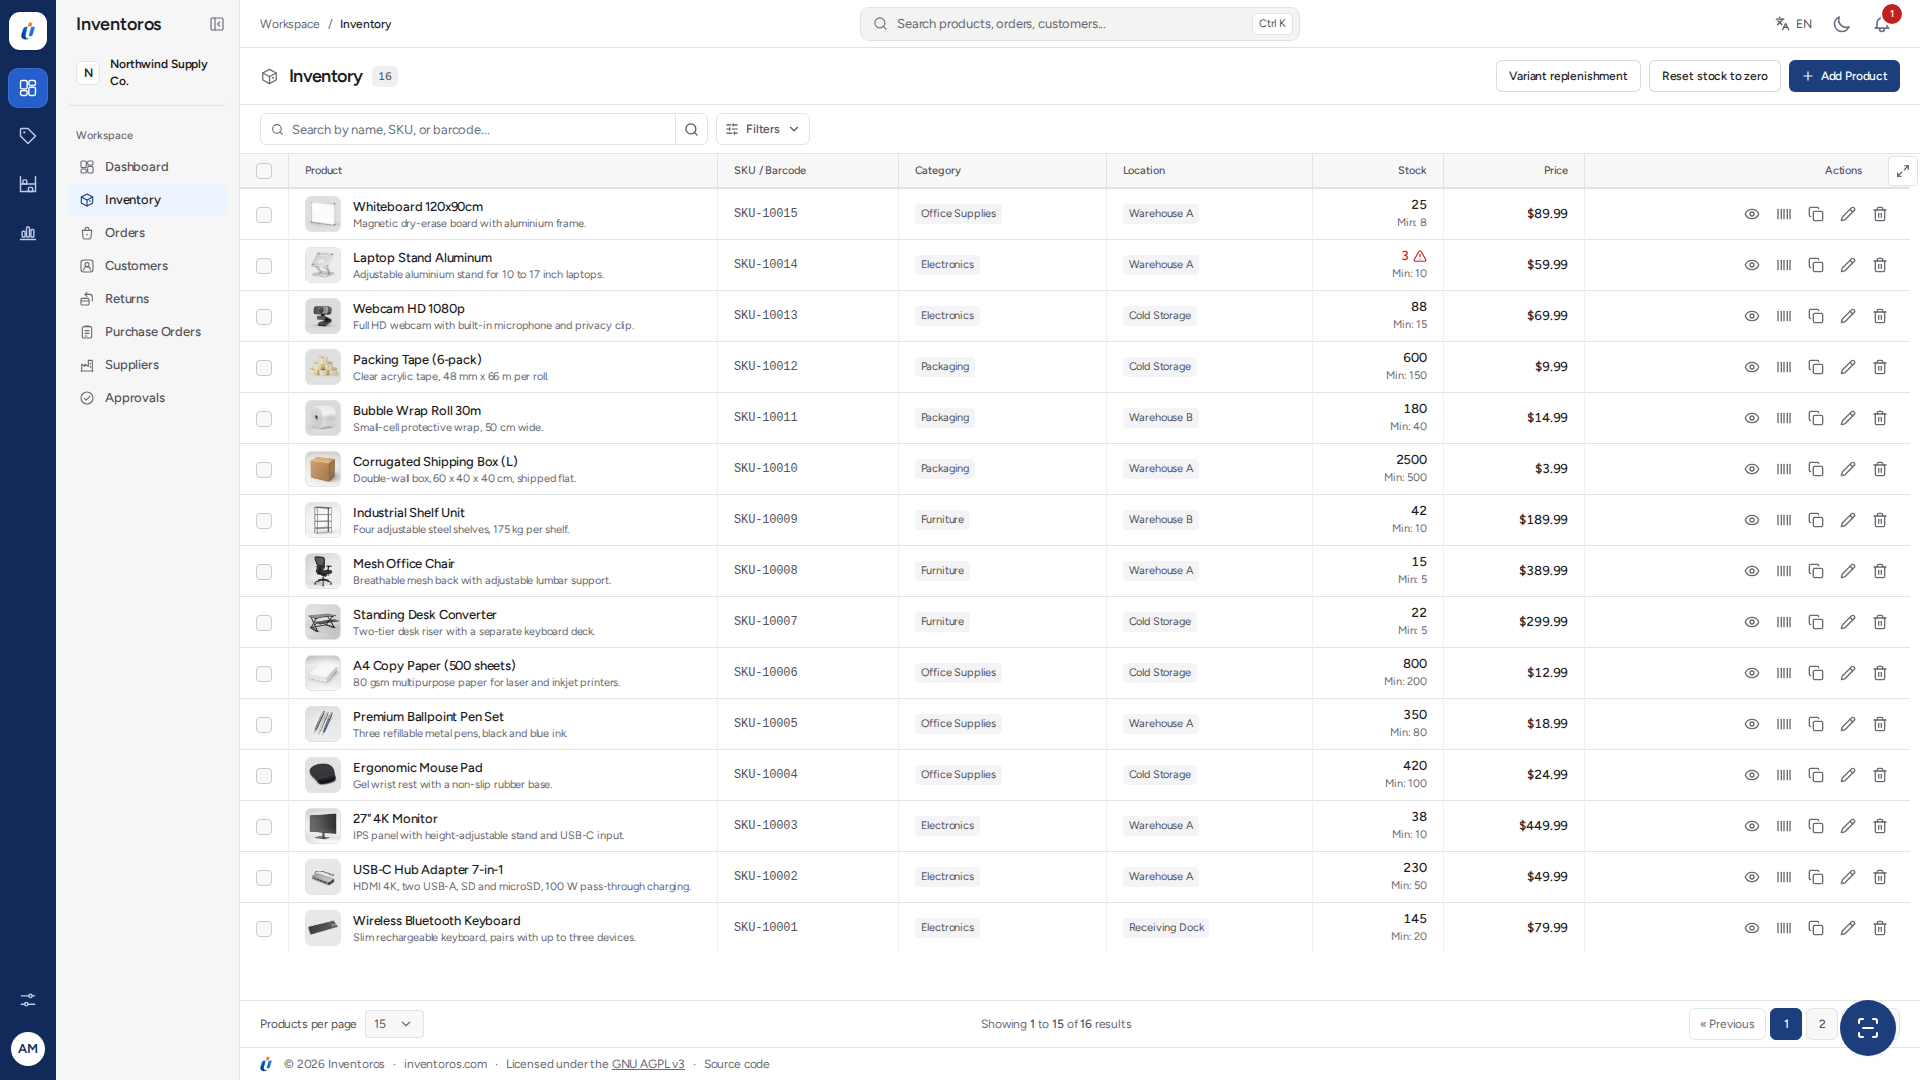 Inventoros
N
Northwind Supply Co.
Workspace
Dashboard
Inventory
Orders
Customers
Returns
Purchase Orders
Suppliers
Approvals
AM
Workspace / Inventory
Search products, orders, customers...
Ctrl K
EN
1
Inventory 16
Variant replenishment
Reset stock to zero
+ Add Product
Search by name, SKU, or barcode...
Filters
Product SKU / Barcode Category Location Stock Price Actions
Whiteboard 120x90cm
Magnetic dry-erase board with aluminium frame.
SKU-10015 Office Supplies Warehouse A 25 Min: 8 $89.99
Laptop Stand Aluminum
Adjustable aluminium stand for 10 to 17 inch laptops.
SKU-10014 Electronics Warehouse A 3 Min: 10 $59.99
Webcam HD 1080p
Full HD webcam with built-in microphone and privacy clip.
SKU-10013 Electronics Cold Storage 88 Min: 15 $69.99
Packing Tape (6-pack)
Clear acrylic tape, 48 mm x 66 m per roll.
SKU-10012 Packaging Cold Storage 600 Min: 150 $9.99
Bubble Wrap Roll 30m
Small-cell protective wrap, 50 cm wide.
SKU-10011 Packaging Warehouse B 180 Min: 40 $14.99
Corrugated Shipping Box (L)
Double-wall box, 60 x 40 x 40 cm, shipped flat.
SKU-10010 Packaging Warehouse A 2500 Min: 500 $3.99
Industrial Shelf Unit
Four adjustable steel shelves, 175 kg per shelf.
SKU-10009 Furniture Warehouse B 42 Min: 10 $189.99
Mesh Office Chair
Breathable mesh back with adjustable lumbar support.
SKU-10008 Furniture Warehouse A 15 Min: 5 $389.99
Standing Desk Converter
Two-tier desk riser with a separate keyboard deck.
SKU-10007 Furniture Cold Storage 22 Min: 5 $299.99
A4 Copy Paper (500 sheets)
80 gsm multipurpose paper for laser and inkjet printers.
SKU-10006 Office Supplies Cold Storage 800 Min: 200 $12.99
Premium Ballpoint Pen Set
Three refillable metal pens, black and blue ink.
SKU-10005 Office Supplies Warehouse A 350 Min: 80 $18.99
Ergonomic Mouse Pad
Gel wrist rest with a non-slip rubber base.
SKU-10004 Office Supplies Cold Storage 420 Min: 100 $24.99
27" 4K Monitor
IPS panel with height-adjustable stand and USB-C input.
SKU-10003 Electronics Warehouse A 38 Min: 10 $449.99
USB-C Hub Adapter 7-in-1
HDMI 4K, two USB-A, SD and microSD, 100 W pass-through charging.
SKU-10002 Electronics Warehouse A 230 Min: 50 $49.99
Wireless Bluetooth Keyboard
Slim rechargeable keyboard, pairs with up to three devices.
SKU-10001 Electronics Receiving Dock 145 Min: 20 $79.99
Products per page 15
Showing 1 to 15 of 16 results
« Previous 1 2
© 2026 Inventoros · inventoros.com · Licensed under the GNU AGPL v3 · Source code